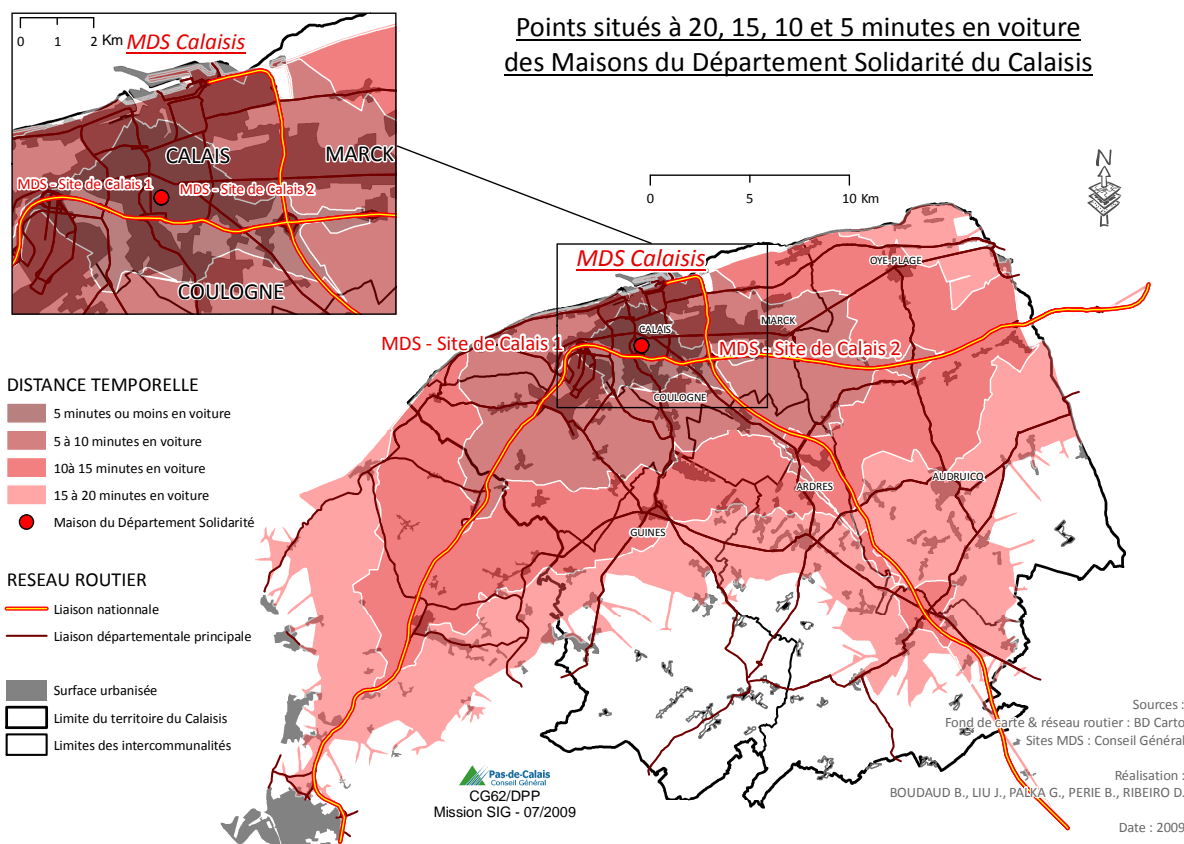 Points situés à 20, 15, 10 et 5 minutes en voiture
des Maisons du Département Solidarité du Calaisis
0 1 2 Km
MDS Calaisis
CALAIS
MARCK
MDS - Site de Calais 1
MDS - Site de Calais 2
COULOGNE
N
0 5 10 Km
MDS Calaisis
OYE-PLAGE
MARCK
CALAIS
MDS - Site de Calais 1
MDS - Site de Calais 2
COULOGNE
AUDRUICQ
ARDRES
GUINES
DISTANCE TEMPORELLE
5 minutes ou moins en voiture
5 à 10 minutes en voiture
10à 15 minutes en voiture
15 à 20 minutes en voiture
Maison du Département Solidarité
RESEAU ROUTIER
Liaison nationale
Liaison départementale principale
Surface urbanisée
Limite du territoire du Calaisis
Limites des intercommunalités
Pas-de-Calais
Conseil Général
CG62/DPP
Mission SIG - 07/2009
Sources :
Fond de carte & réseau routier : BD Carto
Sites MDS : Conseil Général
Réalisation :
BOUDAUD B., LIU J., PALKA G., PERIE B., RIBEIRO D.
Date : 2009